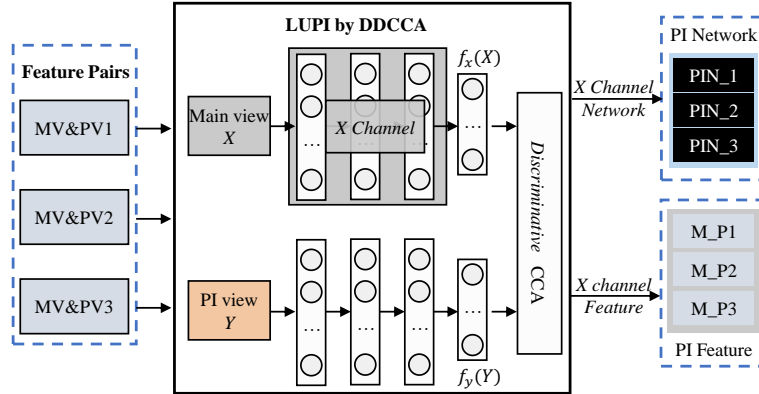 LUPI by DDCCA
Feature Pairs
MV&PV1
MV&PV2
MV&PV3
Main view
X
X Channel
...
...
...
f_x(X)
...
PI view
Y
...
...
...
...
f_y(Y)
Discriminative CCA
X Channel
Network
X channel
Feature
PI Network
PIN_1
PIN_2
PIN_3
M_P1
M_P2
M_P3
PI Feature